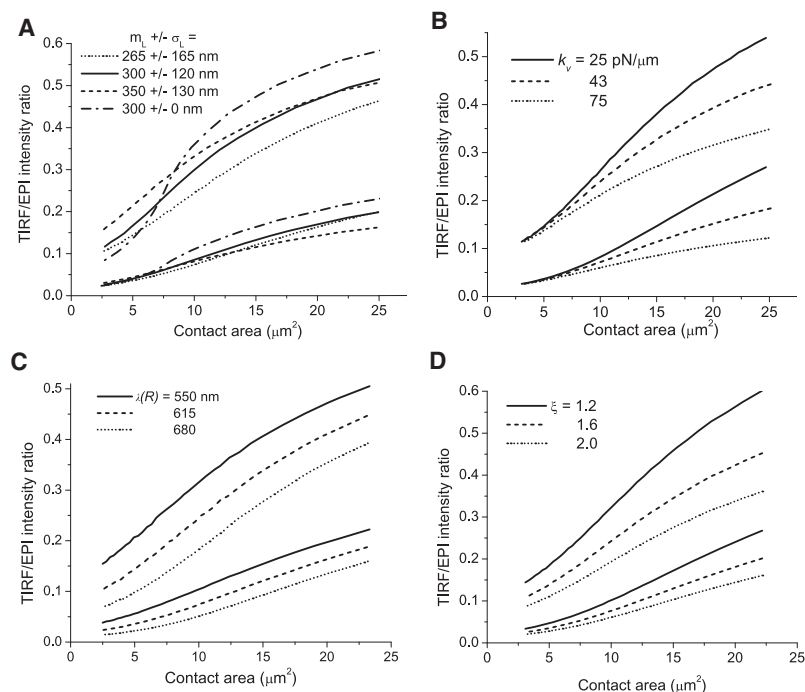 A
m_L +/- σ_L =
265 +/- 165 nm
300 +/- 120 nm
350 +/- 130 nm
300 +/- 0 nm
0.6
0.5
0.4
0.3
0.2
0.1
0.0
TIRF/EPI intensity ratio
0 5 10 15 20 25
Contact area (μm²)
B
k_v = 25 pN/μm
43
75
0.5
0.4
0.3
0.2
0.1
0.0
TIRF/EPI intensity ratio
0 5 10 15 20 25
Contact area (μm²)
C
λ(R) = 550 nm
615
680
0.5
0.4
0.3
0.2
0.1
0.0
TIRF/EPI intensity ratio
0 5 10 15 20 25
Contact area (μm²)
D
ξ = 1.2
1.6
2.0
0.6
0.5
0.4
0.3
0.2
0.1
0.0
TIRF/EPI intensity ratio
0 5 10 15 20 25
Contact area (μm²)